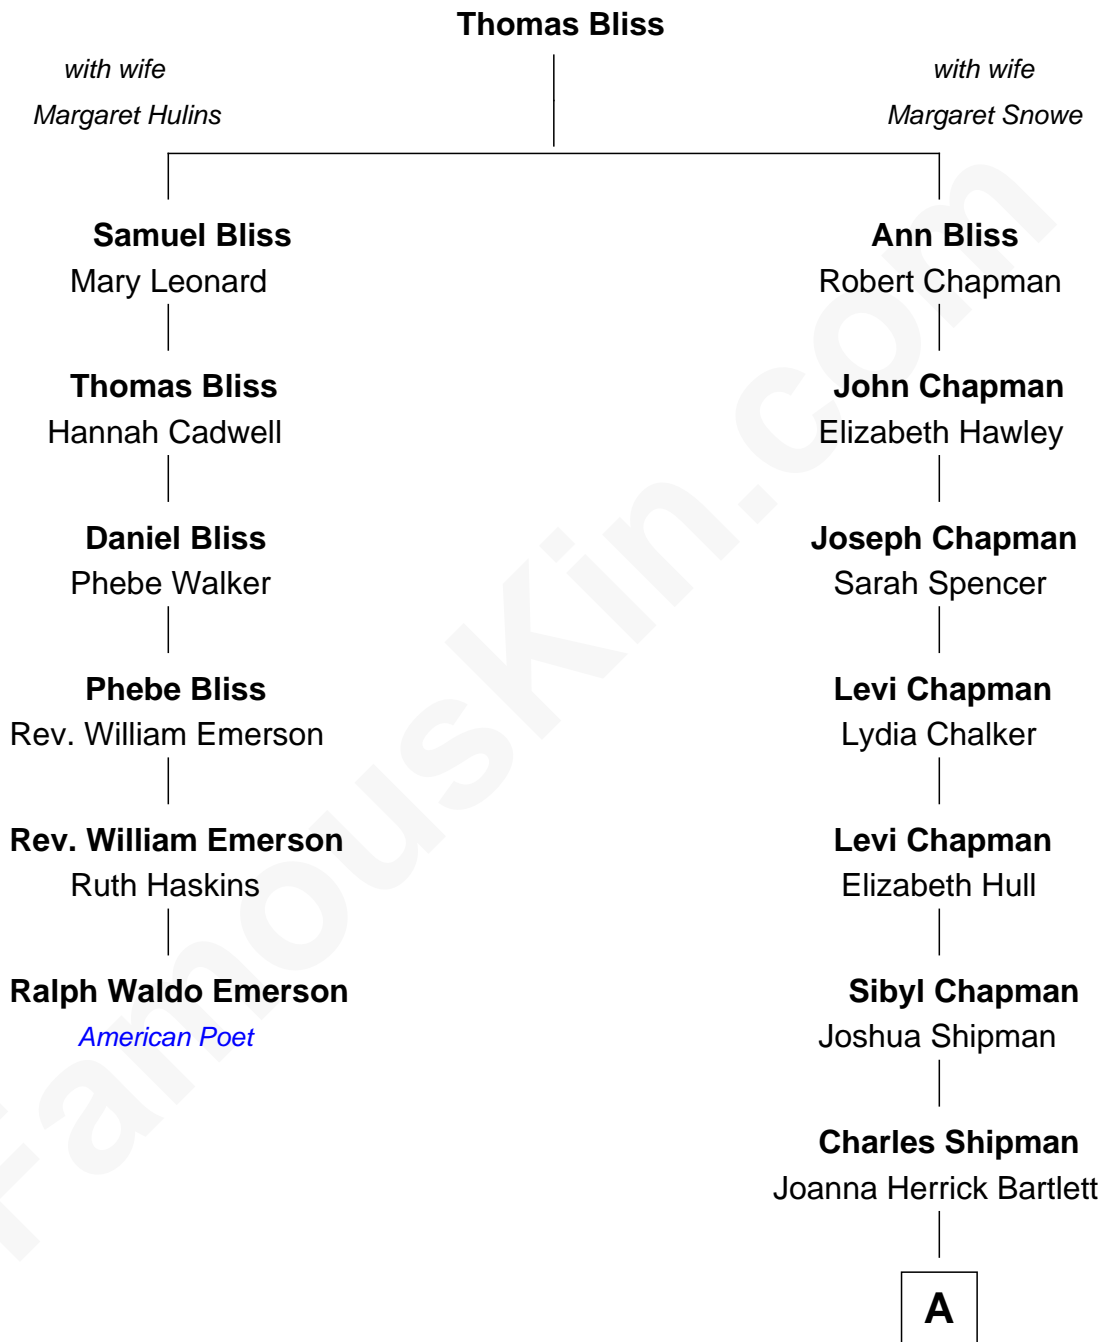 Thomas Bliss
with wife
Margaret Hulins
with wife
Margaret Snowe
Samuel Bliss
Mary Leonard
Ann Bliss
Robert Chapman
Thomas Bliss
Hannah Cadwell
John Chapman
Elizabeth Hawley
Daniel Bliss
Phebe Walker
Joseph Chapman
Sarah Spencer
Phebe Bliss
Rev. William Emerson
Levi Chapman
Lydia Chalker
Rev. William Emerson
Ruth Haskins
Levi Chapman
Elizabeth Hull
Ralph Waldo Emerson
American Poet
Sibyl Chapman
Joshua Shipman
Charles Shipman
Joanna Herrick Bartlett
A
FamousKin.com